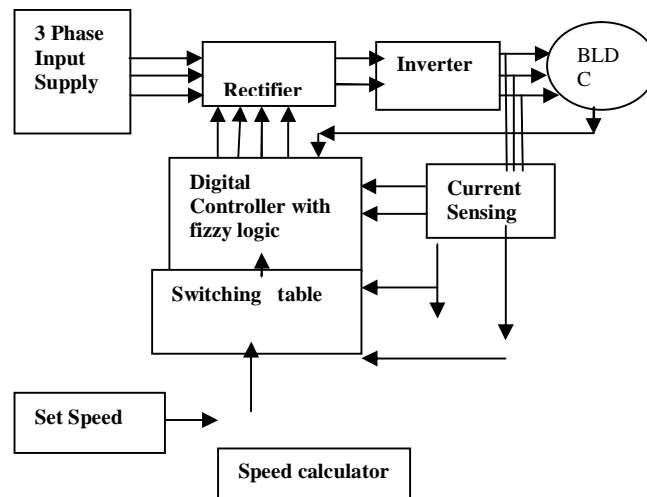 3 Phase
Input
Supply
Rectifier
Inverter
BLD
C
Digital
Controller with
fizzy logic
Current
Sensing
Switching table
Set Speed
Speed calculator